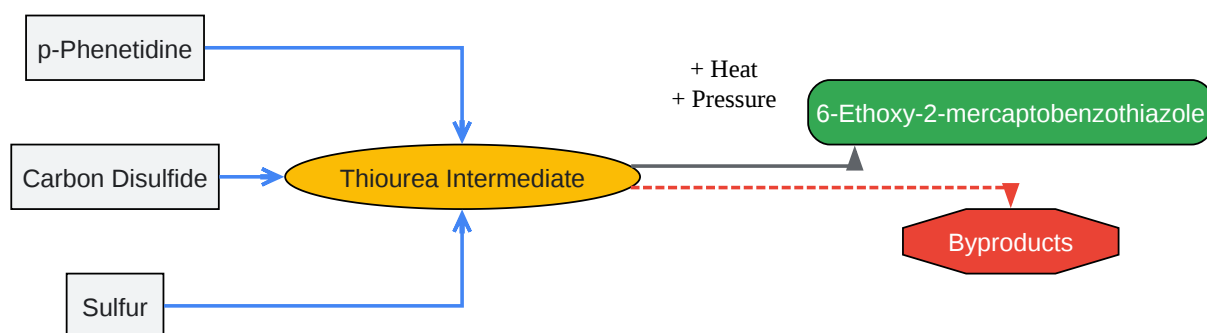 p-Phenetidine
+ Heat
+ Pressure
6-Ethoxy-2-mercaptobenzothiazole
Carbon Disulfide
Thiourea Intermediate
Byproducts
Sulfur